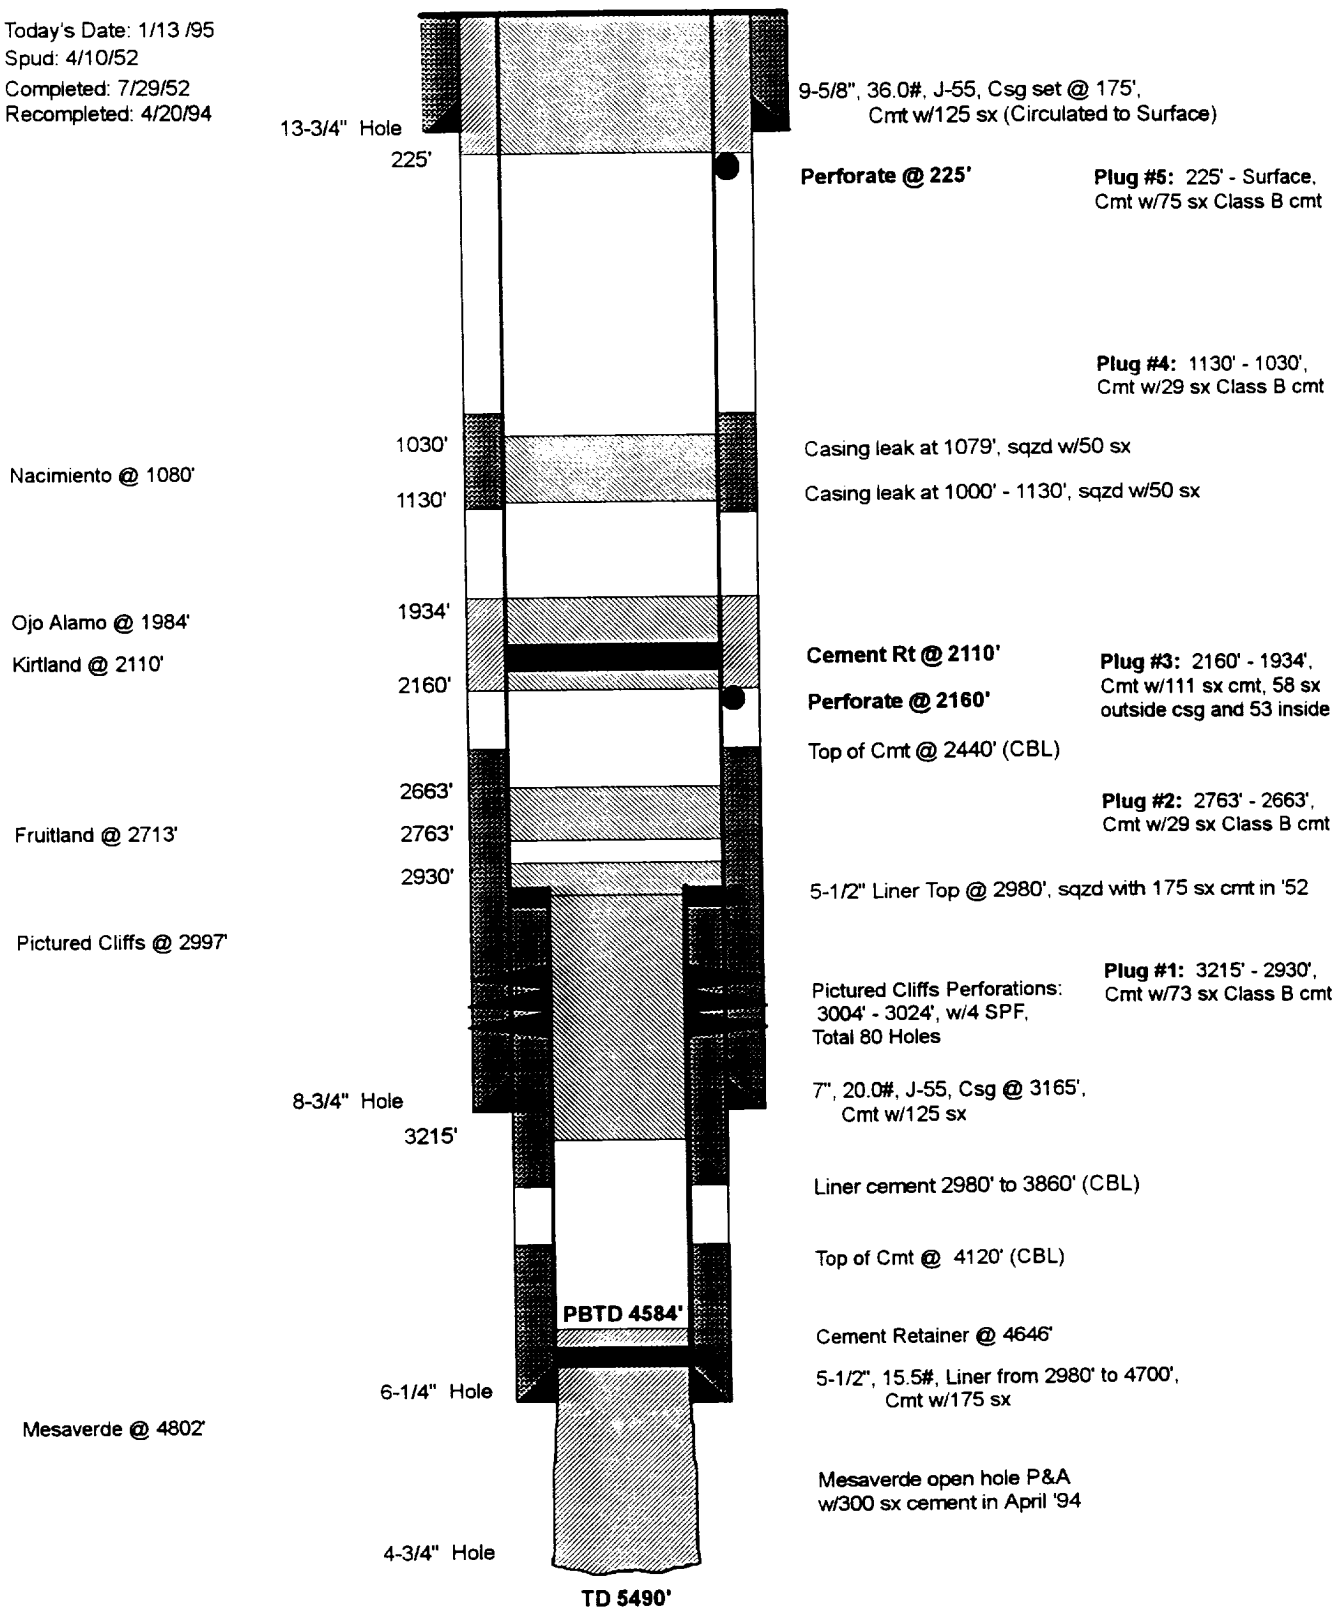 Today's Date: 1/13 /95
Spud: 4/10/52
Completed: 7/29/52
Recompleted: 4/20/94
9-5/8", 36.0#, J-55, Csg set @ 175',
Cmt w/125 sx (Circulated to Surface)
13-3/4" Hole
225'
Perforate @ 225'
Plug #5: 225' - Surface,
Cmt w/75 sx Class B cmt
Plug #4: 1130' - 1030',
Cmt w/29 sx Class B cmt
1030'
Casing leak at 1079', sqzd w/50 sx
Nacimiento @ 1080'
1130'
Casing leak at 1000' - 1130', sqzd w/50 sx
1934'
Ojo Alamo @ 1984'
Kirtland @ 2110'
Cement Rt @ 2110'
2160'
Perforate @ 2160'
Plug #3: 2160' - 1934',
Cmt w/111 sx cmt, 58 sx
outside csg and 53 inside
Top of Cmt @ 2440' (CBL)
2663'
Plug #2: 2763' - 2663',
Cmt w/29 sx Class B cmt
Fruitland @ 2713'
2763'
2930'
5-1/2" Liner Top @ 2980', sqzd with 175 sx cmt in '52
Pictured Cliffs @ 2997'
Plug #1: 3215' - 2930',
Cmt w/73 sx Class B cmt
Pictured Cliffs Perforations:
3004' - 3024', w/4 SPF,
Total 80 Holes
8-3/4" Hole
7", 20.0#, J-55, Csg @ 3165',
Cmt w/125 sx
3215'
Liner cement 2980' to 3860' (CBL)
Top of Cmt @ 4120' (CBL)
PBTD 4584'
Cement Retainer @ 4646'
6-1/4" Hole
5-1/2", 15.5#, Liner from 2980' to 4700',
Cmt w/175 sx
Mesaverde @ 4802'
Mesaverde open hole P&A
w/300 sx cement in April '94
4-3/4" Hole
TD 5490'